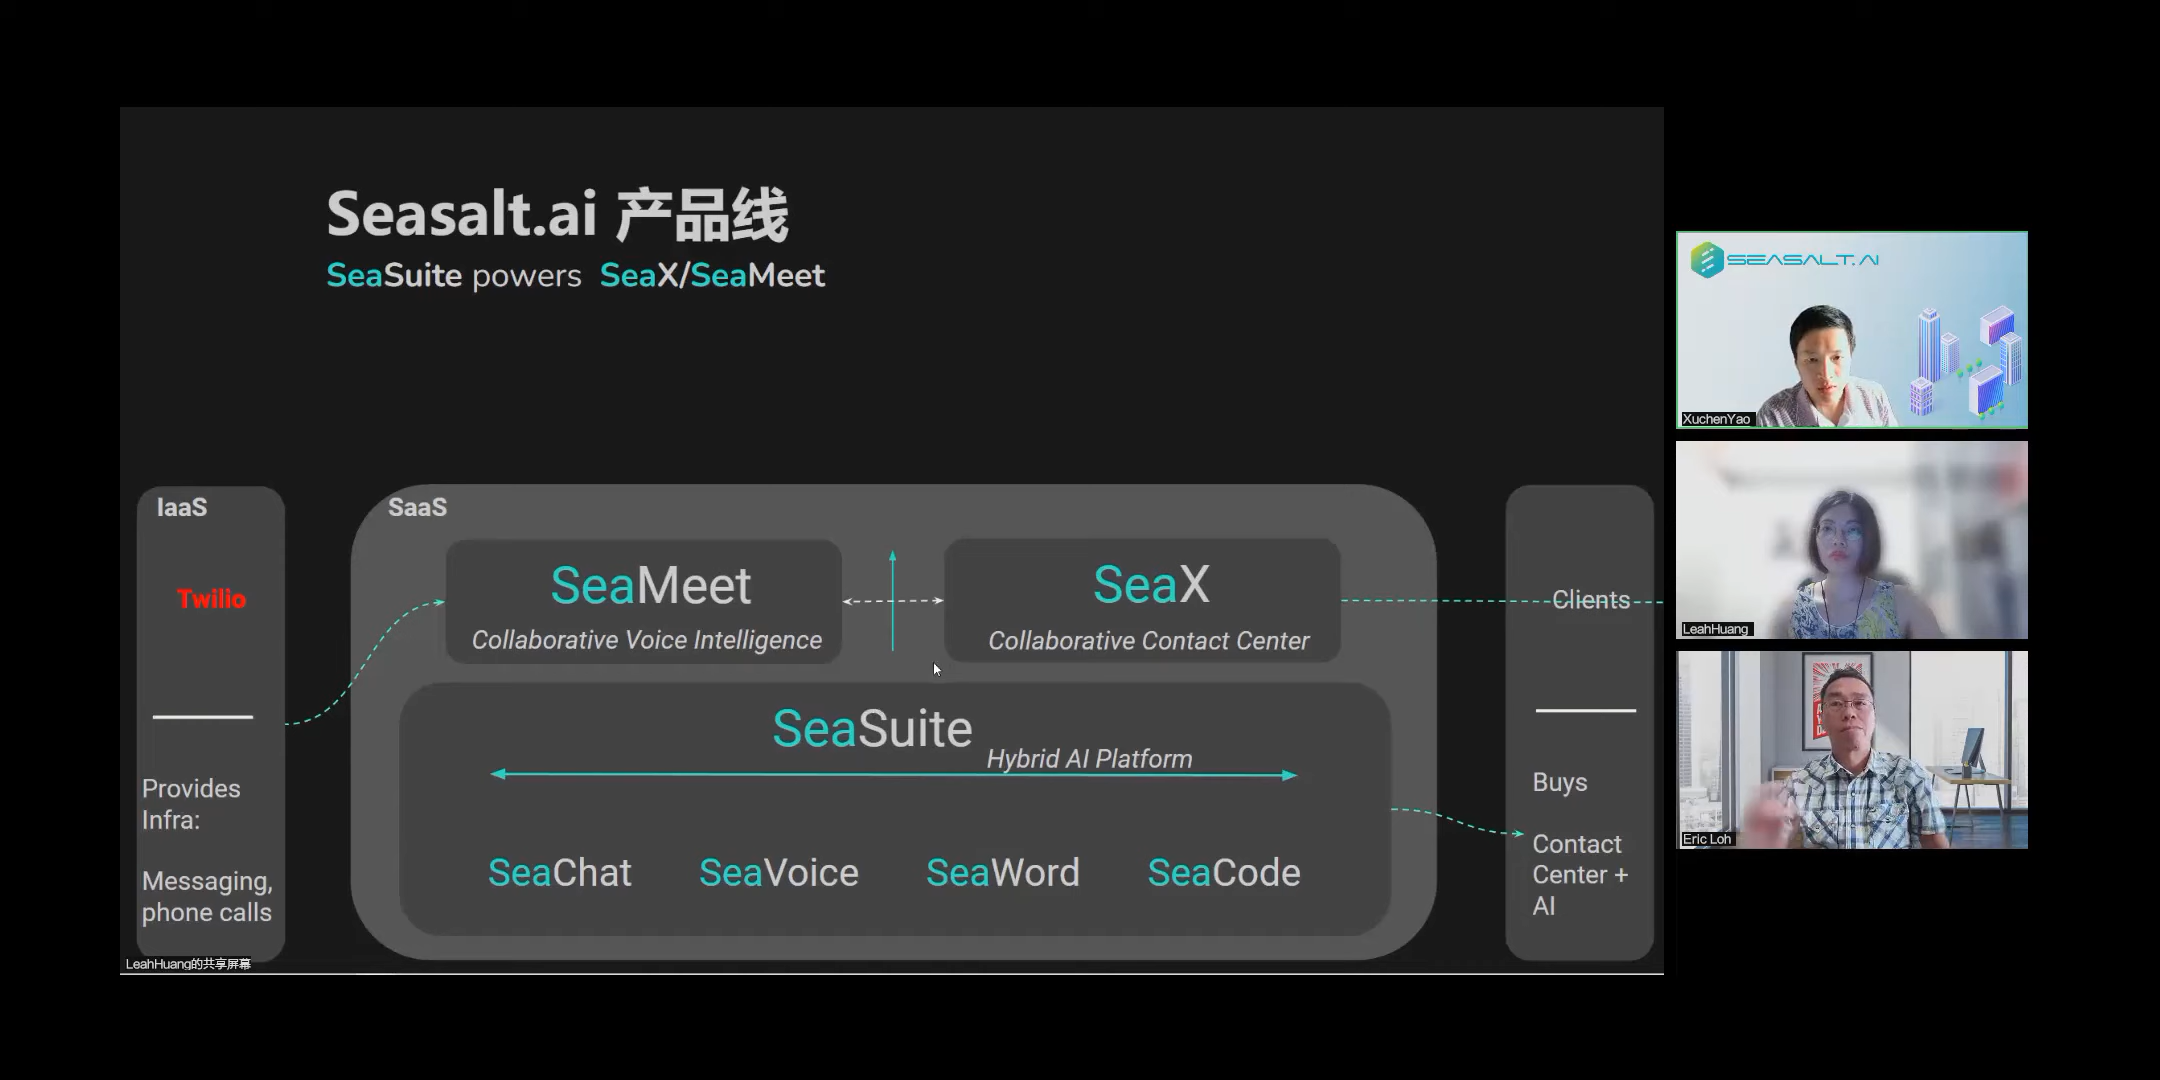 Seasalt.ai 产品线
SeaSuite powers SeaX/SeaMeet
IaaS
Twilio
Provides
Infra:
Messaging,
phone calls
SaaS
SeaMeet
Collaborative Voice Intelligence
SeaX
Collaborative Contact Center
SeaSuite
Hybrid AI Platform
SeaChat
SeaVoice
SeaWord
SeaCode
Clients
Buys
Contact
Center +
AI
LeahHuang的共享屏幕
SEASALT.AI
XuchenYao
LeahHuang
Eric Loh